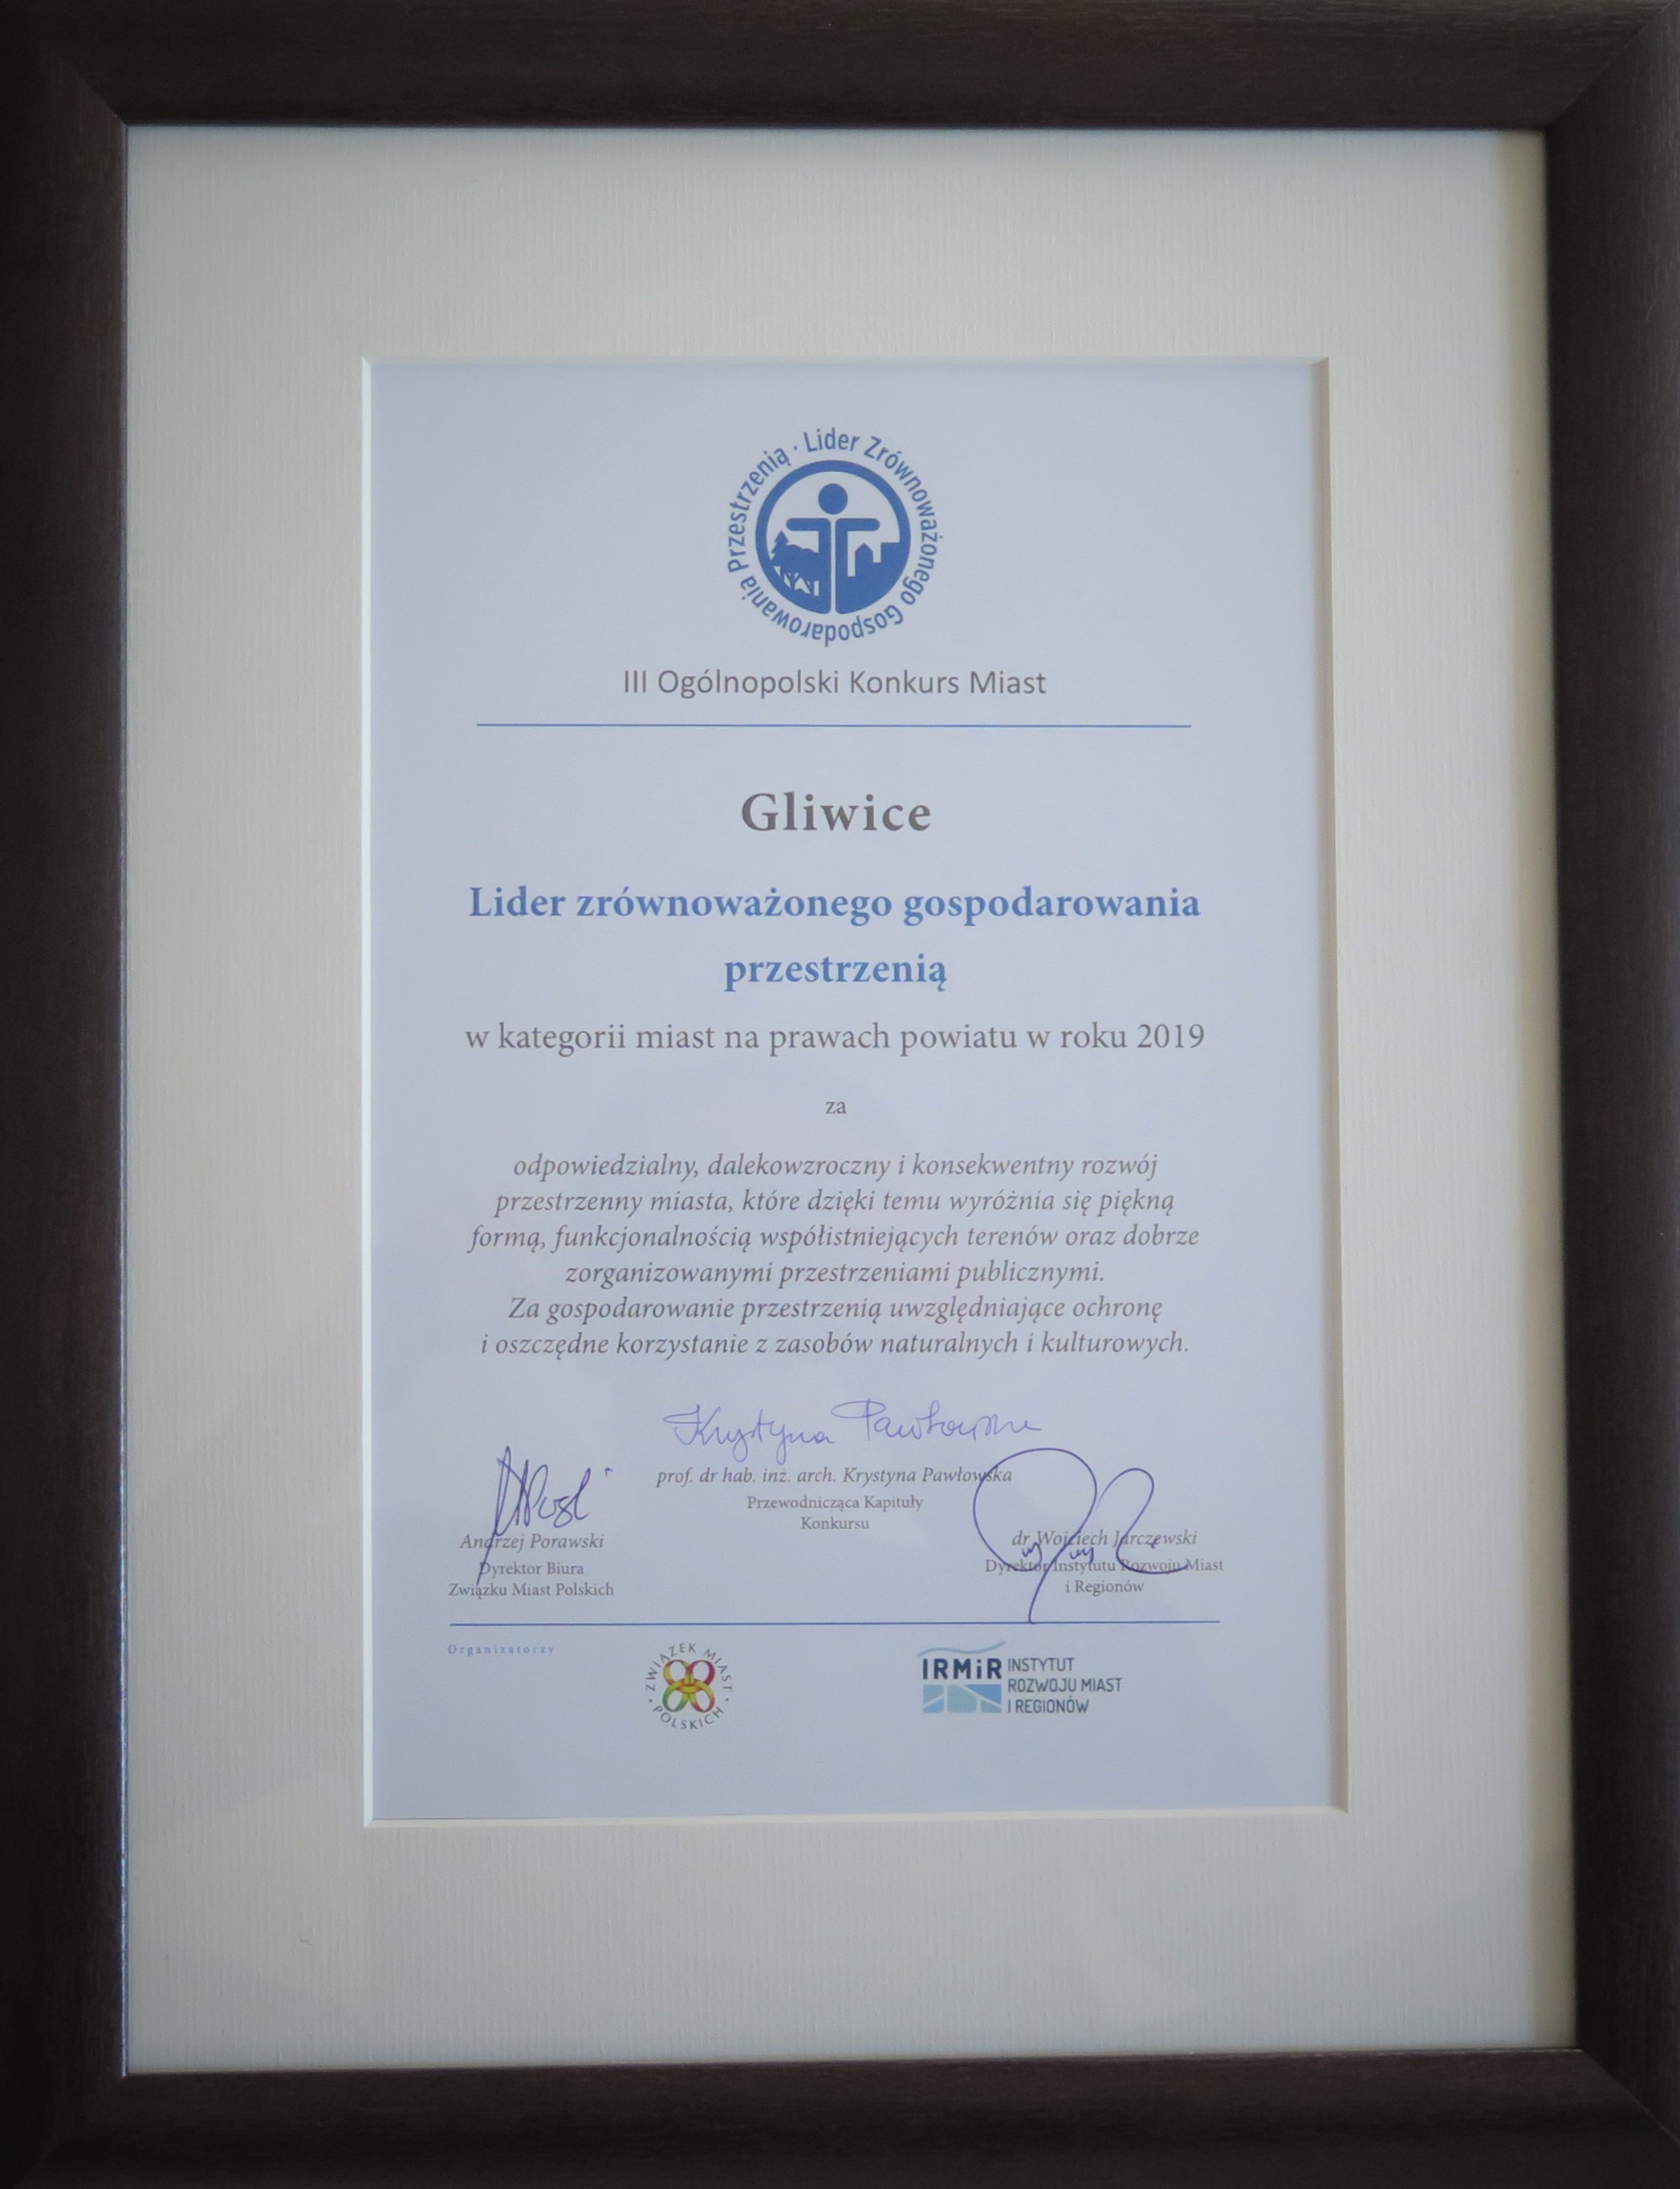 Lider Zrównoważonego Gospodarowania Przestrzenią ·
III Ogólnopolski Konkurs Miast
Gliwice
Lider zrównoważonego gospodarowania
przestrzenią
w kategorii miast na prawach powiatu w roku 2019
za
odpowiedzialny, dalekowzroczny i konsekwentny rozwój
przestrzenny miasta, które dzięki temu wyróżnia się piękną
formą, funkcjonalnością współistniejących terenów oraz dobrze
zorganizowanymi przestrzeniami publicznymi.
Za gospodarowanie przestrzenią uwzględniające ochronę
i oszczędne korzystanie z zasobów naturalnych i kulturowych.
Krystyna Pawłowska
prof. dr hab. inż. arch. Krystyna Pawłowska
Przewodnicząca Kapituły
Konkursu
Andrzej Porawski
Dyrektor Biura
Związku Miast Polskich
dr Wojciech Jarczewski
Dyrektor Instytutu Rozwoju Miast
i Regionów
Organizatorzy
· ZWIĄZEK MIAST ·
POLSKICH
IRMiR INSTYTUT
ROZWOJU MIAST
I REGIONÓW